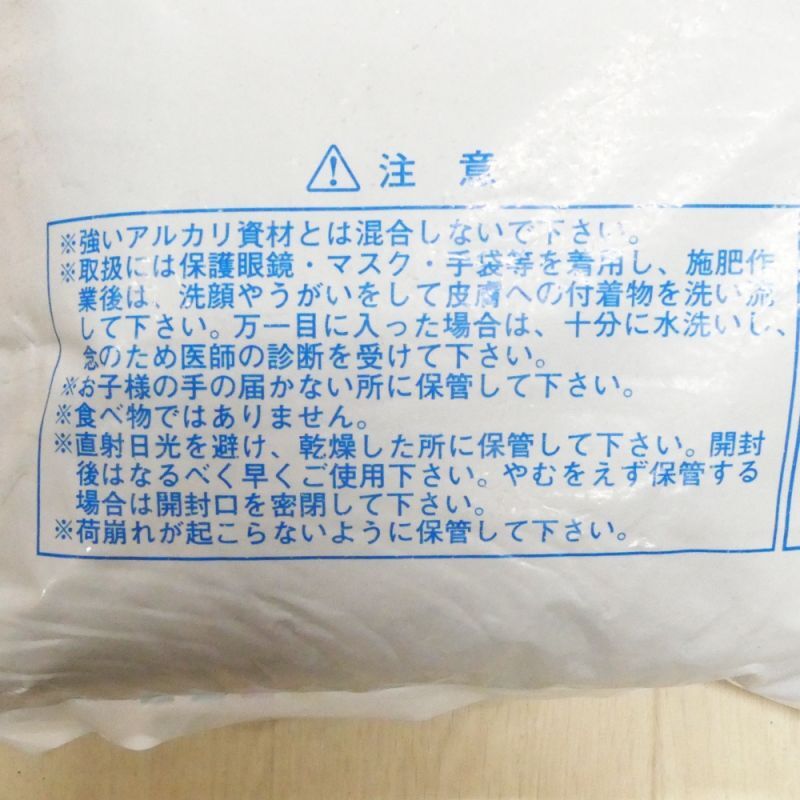 注意
※強いアルカリ資材とは混合しないで下さい。
※取扱には保護眼鏡・マスク・手袋等を着用し、施肥作
業後は、洗顔やうがいをして皮膚への付着物を洗い流
して下さい。万一目に入った場合は、十分に水洗いし、
念のため医師の診断を受けて下さい。
※お子様の手の届かない所に保管して下さい。
※食べ物ではありません。
※直射日光を避け、乾燥した所に保管して下さい。開封
後はなるべく早くご使用下さい。やむをえず保管する
場合は開封口を密閉して下さい。
※荷崩れが起こらないように保管して下さい。